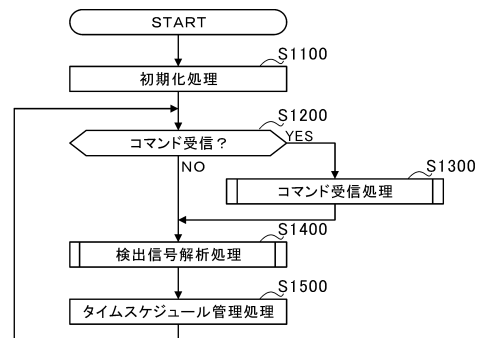 START
S1100
初期化処理
S1200
コマンド受信？
YES
NO
S1300
コマンド受信処理
S1400
検出信号解析処理
S1500
タイムスケジュール管理処理